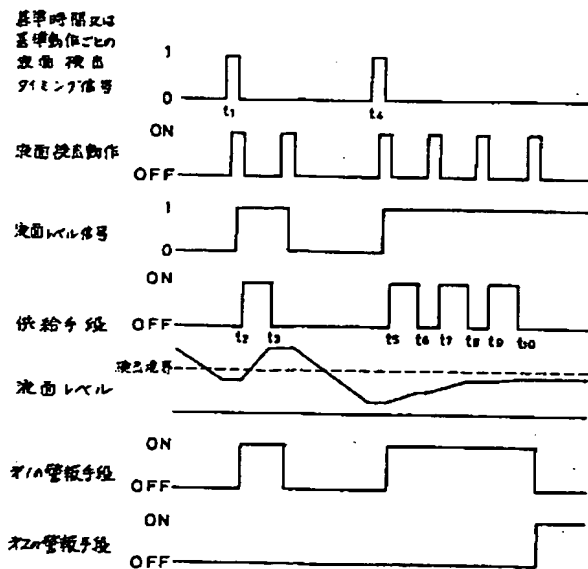 基準時間又は
基準動作ごとの
液面検出
タイミング信号
1
0
t1
t4
液面検出動作
ON
OFF
液面レベル信号
1
0
供給手段
ON
OFF
t2
t3
t5
t6
t7
t8
t9
t10
検出境界
液面レベル
才1の警報手段
ON
OFF
才2の警報手段
ON
OFF